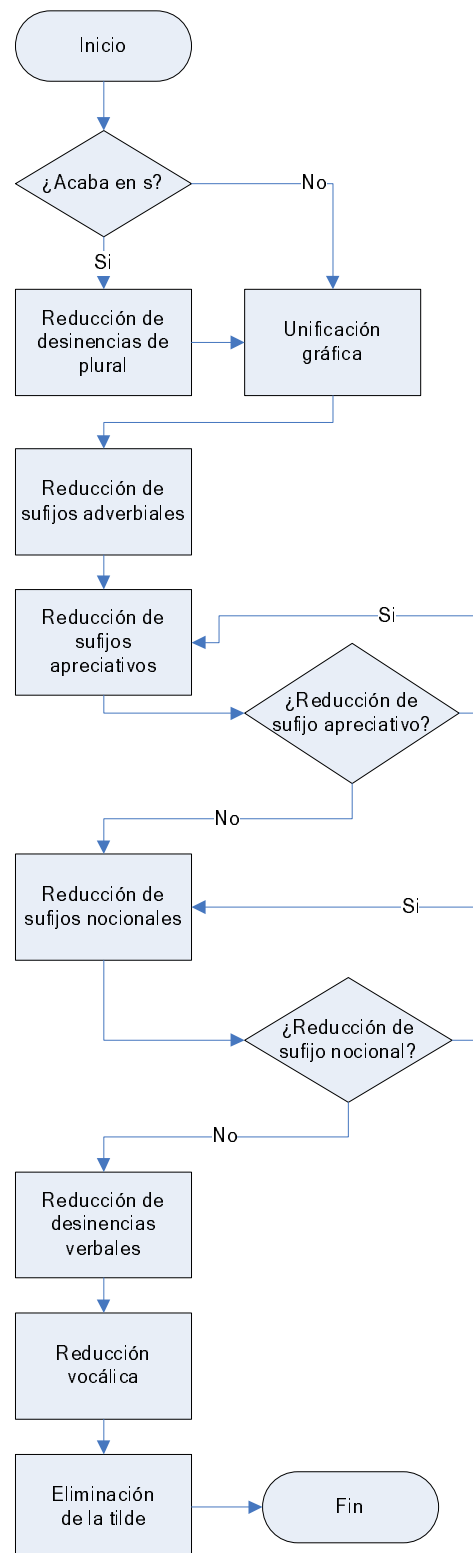 Inicio
¿Acaba en s?
No
Si
Reducción de
desinencias de
plural
Unificación
gráfica
Reducción de
sufijos adverbiales
Reducción de
sufijos
apreciativos
Si
¿Reducción de
sufijo apreciativo?
No
Reducción de
sufijos nocionales
Si
¿Reducción de
sufijo nocional?
No
Reducción de
desinencias
verbales
Reducción
vocálica
Eliminación
de la tilde
Fin